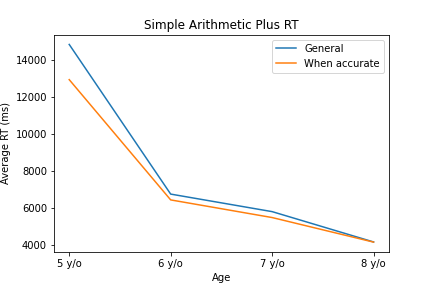 Simple Arithmetic Plus RT
General
When accurate
Average RT (ms)
14000
12000
10000
8000
6000
4000
5 y/o
6 y/o
7 y/o
8 y/o
Age